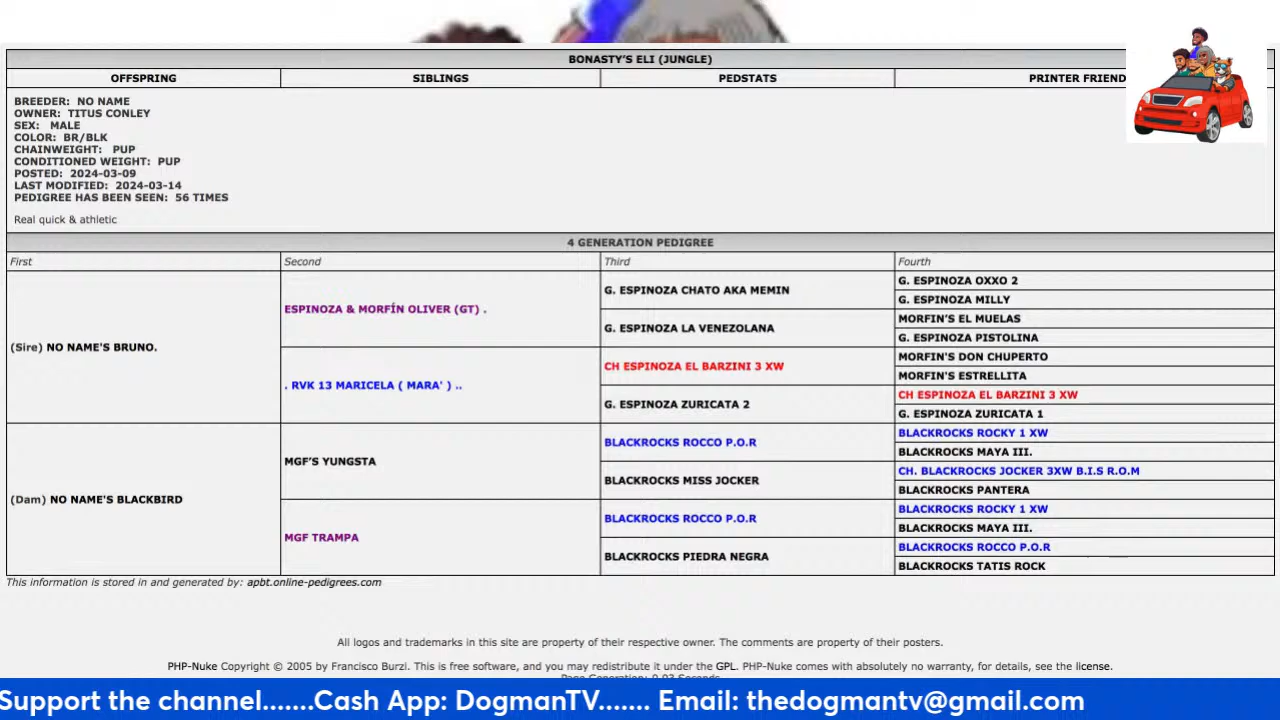 BONASTY'S ELI (JUNGLE)
OFFSPRING SIBLINGS PEDSTATS PRINTER FRIEND
BREEDER: NO NAME
OWNER: TITUS CONLEY
SEX: MALE
COLOR: BR/BLK
CHAINWEIGHT: PUP
CONDITIONED WEIGHT: PUP
POSTED: 2024-03-09
LAST MODIFIED: 2024-03-14
PEDIGREE HAS BEEN SEEN: 56 TIMES
Real quick & athletic
4 GENERATION PEDIGREE
First Second Third Fourth
(Sire) NO NAME'S BRUNO.
ESPINOZA & MORFÍN OLIVER (GT) .
G. ESPINOZA CHATO AKA MEMIN
G. ESPINOZA OXXO 2
G. ESPINOZA MILLY
G. ESPINOZA LA VENEZOLANA
MORFIN'S EL MUELAS
G. ESPINOZA PISTOLINA
. RVK 13 MARICELA ( MARA' ) ..
CH ESPINOZA EL BARZINI 3 XW
MORFIN'S DON CHUPERTO
MORFIN'S ESTRELLITA
G. ESPINOZA ZURICATA 2
CH ESPINOZA EL BARZINI 3 XW
G. ESPINOZA ZURICATA 1
(Dam) NO NAME'S BLACKBIRD
MGF'S YUNGSTA
BLACKROCKS ROCCO P.O.R
BLACKROCKS ROCKY 1 XW
BLACKROCKS MAYA III.
BLACKROCKS MISS JOCKER
CH. BLACKROCKS JOCKER 3XW B.I.S R.O.M
BLACKROCKS PANTERA
MGF TRAMPA
BLACKROCKS ROCCO P.O.R
BLACKROCKS ROCKY 1 XW
BLACKROCKS MAYA III.
BLACKROCKS PIEDRA NEGRA
BLACKROCKS ROCCO P.O.R
BLACKROCKS TATIS ROCK
This information is stored in and generated by: apbt.online-pedigrees.com
All logos and trademarks in this site are property of their respective owner. The comments are property of their posters.
PHP-Nuke Copyright © 2005 by Francisco Burzi. This is free software, and you may redistribute it under the GPL. PHP-Nuke comes with absolutely no warranty, for details, see the license.
Support the channel.......Cash App: DogmanTV....... Email: thedogmantv@gmail.com